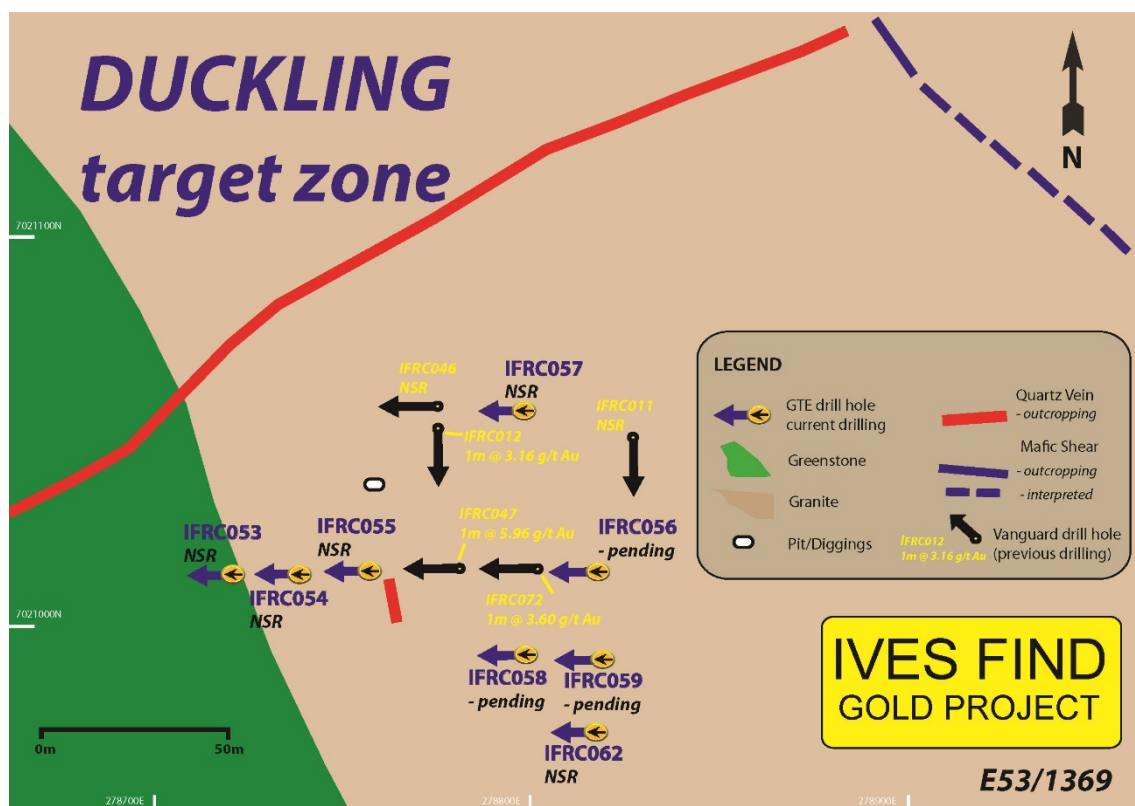 DUCKLING
target zone
N
7021100N
IFRC046
NSR
IFRC057
NSR
IFRC011
NSR
IFRC012
1m @ 3.16 g/t Au
IFRC047
1m @ 5.96 g/t Au
IFRC056
- pending
IFRC053
NSR
IFRC055
NSR
IFRC054
NSR
IFRC072
1m @ 3.60 g/t Au
7021000N
IFRC058
- pending
IFRC059
- pending
IFRC062
NSR
0m
50m
278700E
278800E
278900E
LEGEND
GTE drill hole
current drilling
Greenstone
Granite
Pit/Diggings
Quartz Vein
- outcropping
Mafic Shear
- outcropping
- interpreted
IFRC012
1m @ 3.16 g/t Au
Vanguard drill hole
(previous drilling)
IVES FIND
GOLD PROJECT
E53/1369